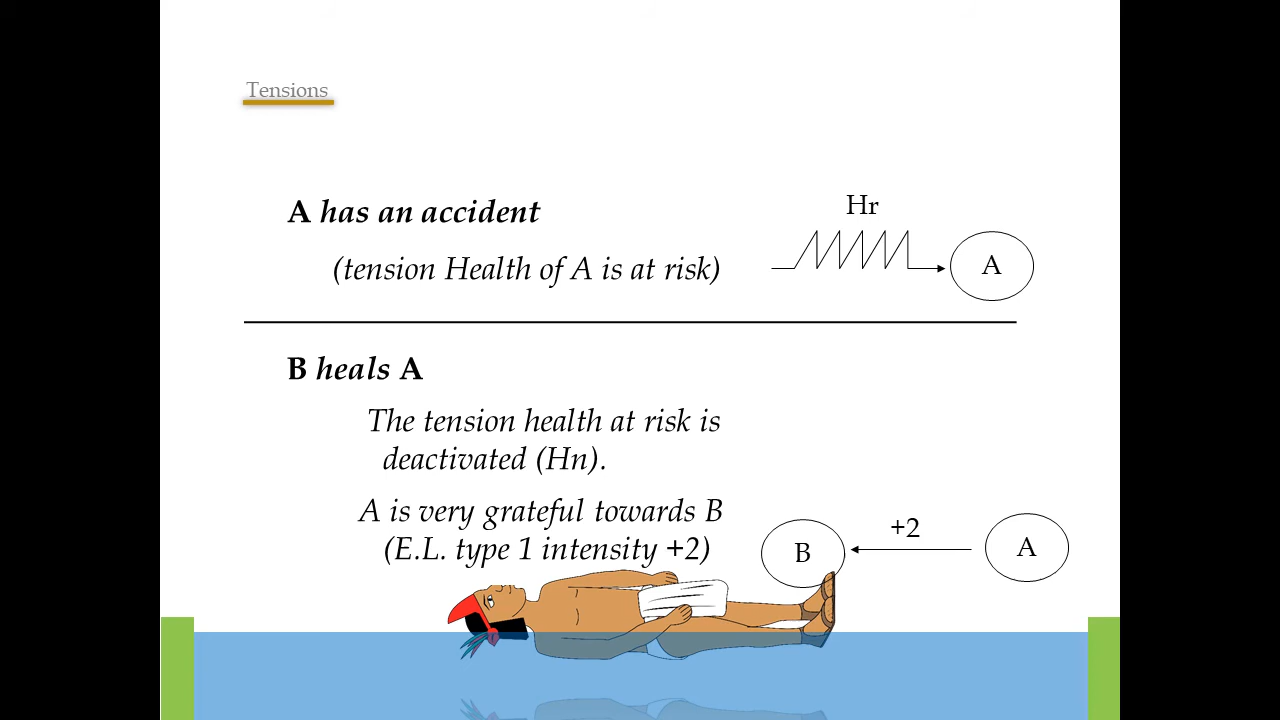 Tensions
A has an accident
Hr
(tension Health of A is at risk)
A
B heals A
The tension health at risk is
deactivated (Hn).
A is very grateful towards B
(E.L. type 1 intensity +2)
+2
B
A